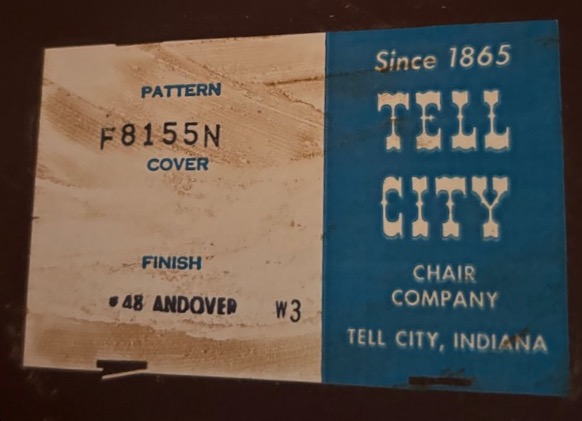 PATTERN
F8155N
COVER
FINISH
#48 ANDOVER W3
Since 1865
TELL
CITY
CHAIR
COMPANY
TELL CITY, INDIANA